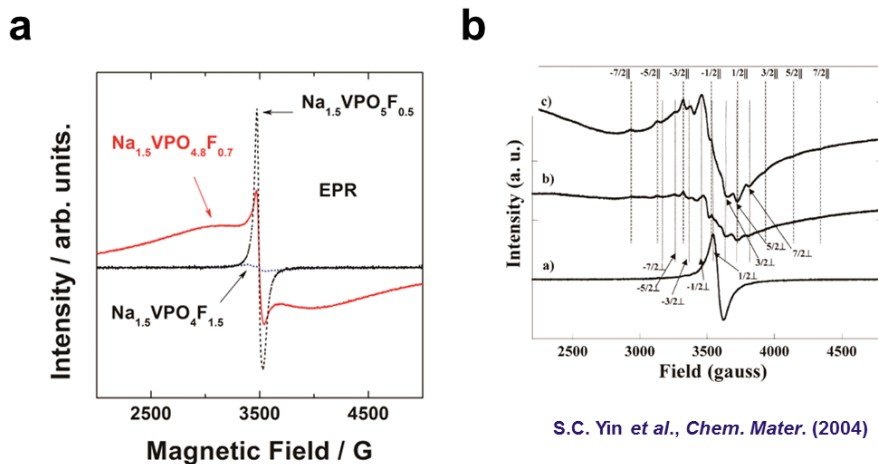 a
Na1.5VPO5F0.5
Na1.5VPO4.8F0.7
EPR
Na1.5VPO4F1.5
Intensity / arb. units.
2500
3500
4500
Magnetic Field / G
b
-7/2∥ -5/2∥ -3/2∥ -1/2∥ 1/2∥ 3/2∥ 5/2∥ 7/2∥
c)
b)
a)
-7/2⊥
-5/2⊥
-3/2⊥
-1/2⊥
1/2⊥
3/2⊥
5/2⊥
7/2⊥
Intensity (a. u.)
2500 3000 3500 4000 4500
Field (gauss)
S.C. Yin et al., Chem. Mater. (2004)